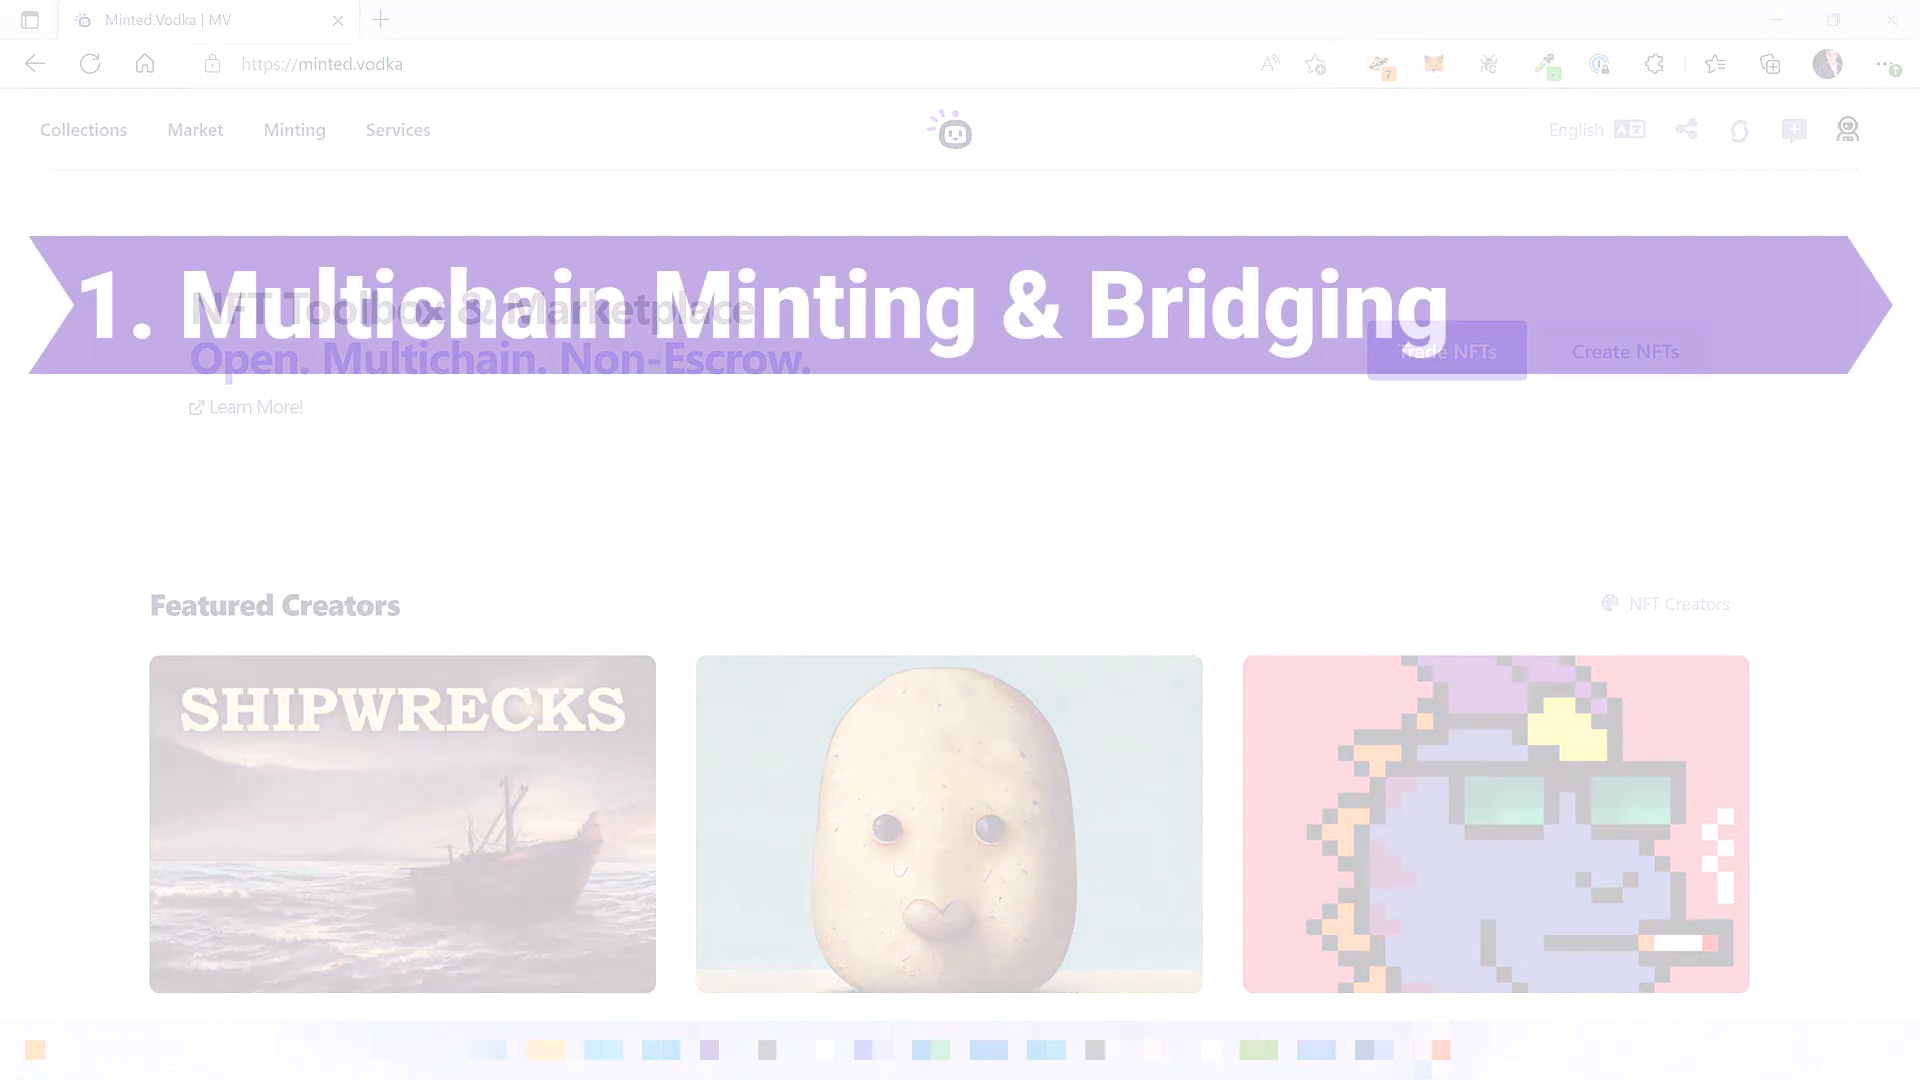 Minted.Vodka | MV
https://minted.vodka
7
Collections Market Minting Services
English
1. Multichain Minting & Bridging
NFT Toolbox & Marketplace
Open. Multichain. Non-Escrow.
Trade NFTs Create NFTs
Learn More!
Featured Creators
NFT Creators
SHIPWRECKS